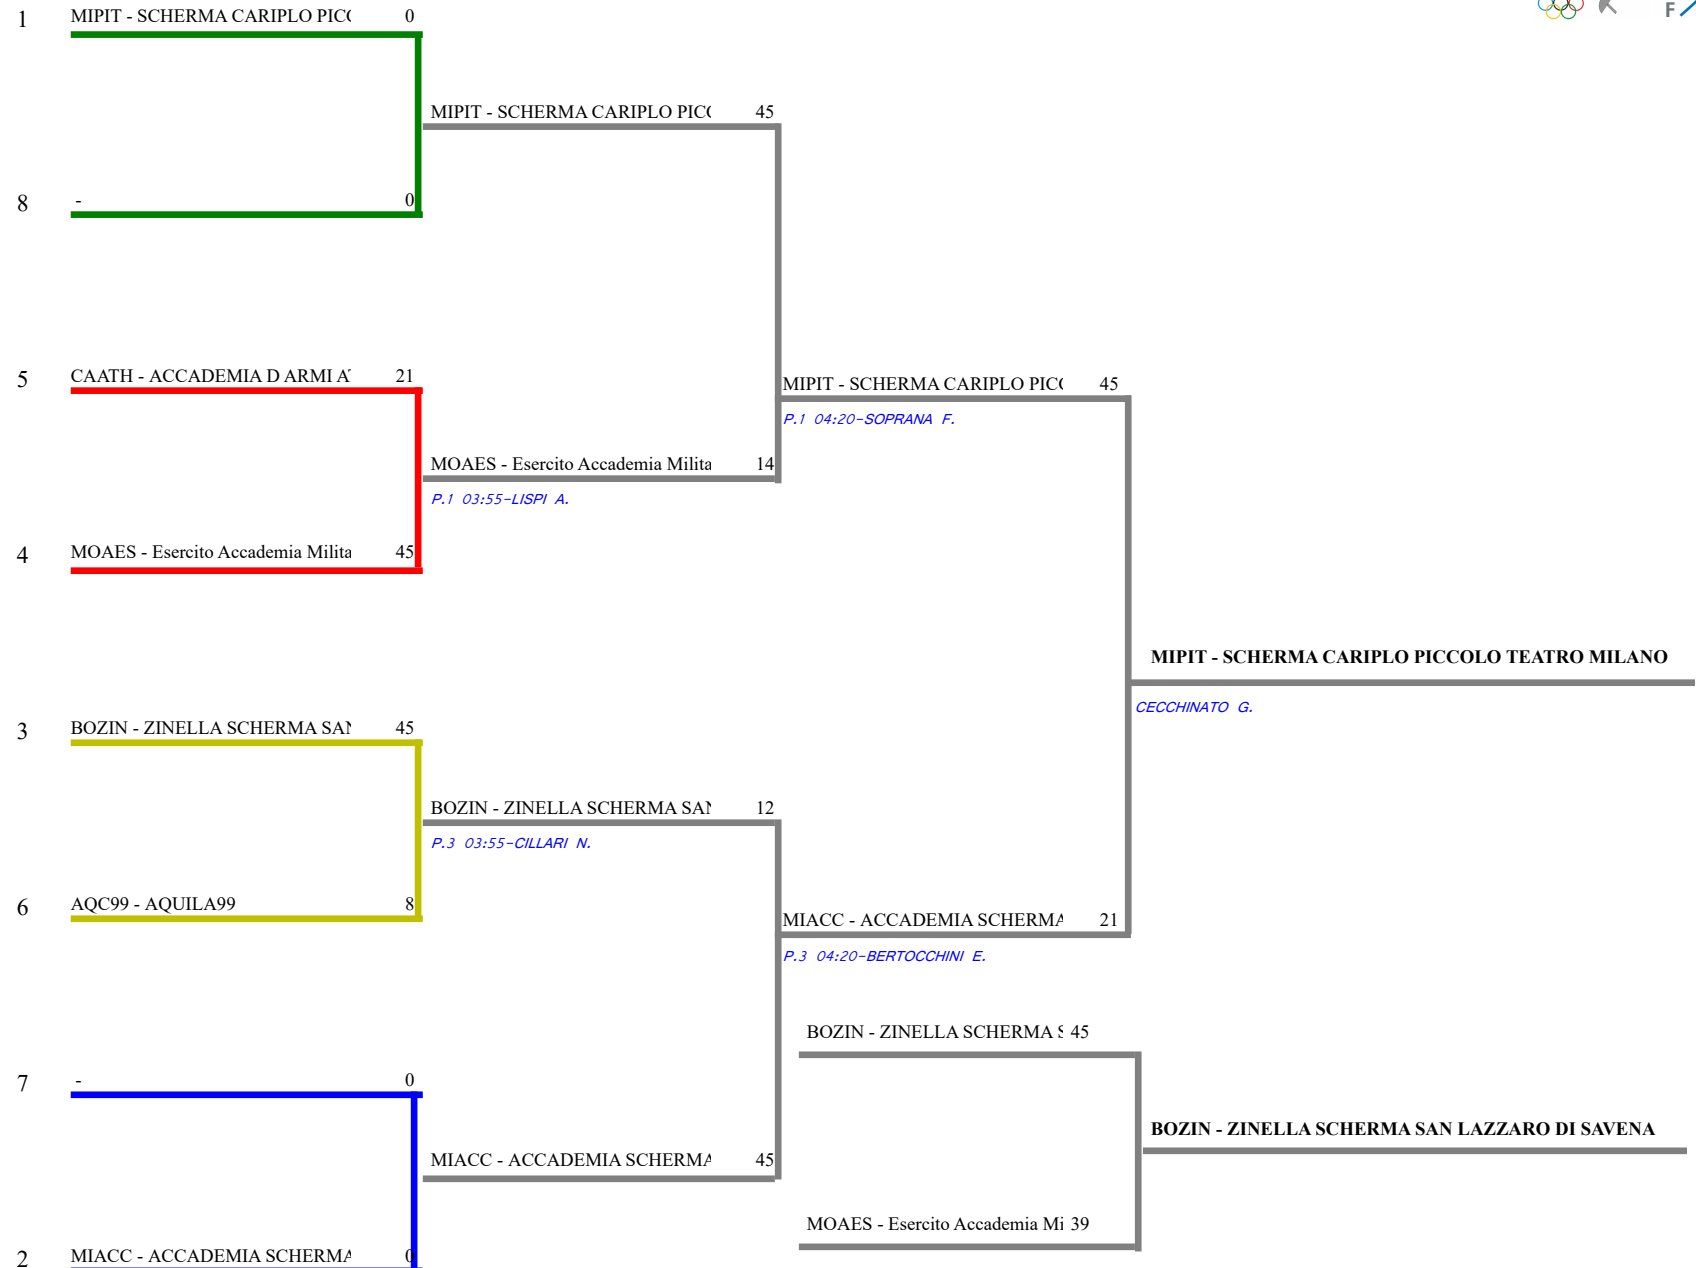 F
1 MIPIT - SCHERMA CARIPLO PIC 0
MIPIT - SCHERMA CARIPLO PIC 45
8 - 0
5 CAATH - ACCADEMIA D ARMI A 21
MIPIT - SCHERMA CARIPLO PIC 45
P.1 04:20-SOPRANA F.
MOAES - Esercito Accademia Milita 14
P.1 03:55-LISPI A.
4 MOAES - Esercito Accademia Milita 45
MIPIT - SCHERMA CARIPLO PICCOLO TEATRO MILANO
CECCHINATO G.
3 BOZIN - ZINELLA SCHERMA SAN 45
BOZIN - ZINELLA SCHERMA SAN 12
P.3 03:55-CILLARI N.
6 AQC99 - AQUILA99 8
MIACC - ACCADEMIA SCHERMA 21
P.3 04:20-BERTOCCHINI E.
BOZIN - ZINELLA SCHERMA S 45
7 - 0
BOZIN - ZINELLA SCHERMA SAN LAZZARO DI SAVENA
MIACC - ACCADEMIA SCHERMA 45
MOAES - Esercito Accademia Mi 39
2 MIACC - ACCADEMIA SCHERMA 0